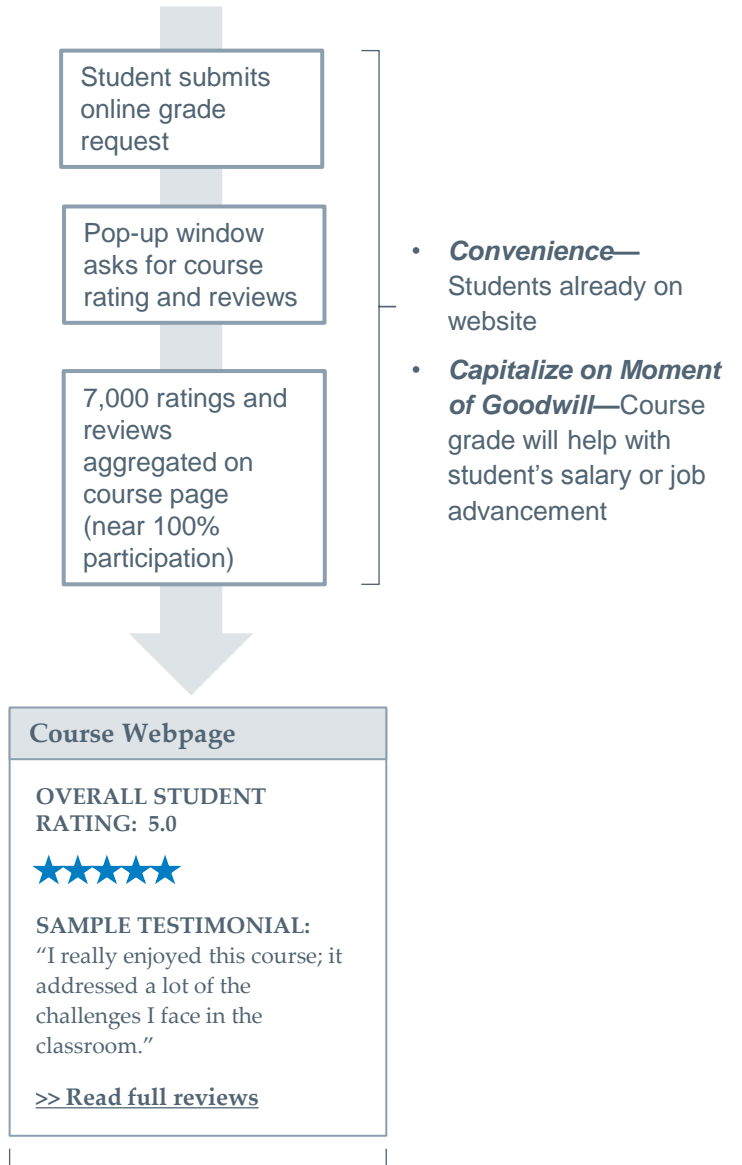 Student submits
online grade
request
Pop-up window
asks for course
rating and reviews
7,000 ratings and
reviews
aggregated on
course page
(near 100%
participation)
• Convenience—
Students already on
website
• Capitalize on Moment
of Goodwill—Course
grade will help with
student’s salary or job
advancement
Course Webpage
OVERALL STUDENT
RATING: 5.0
SAMPLE TESTIMONIAL:
“I really enjoyed this course; it
addressed a lot of the
challenges I face in the
classroom.”
>> Read full reviews